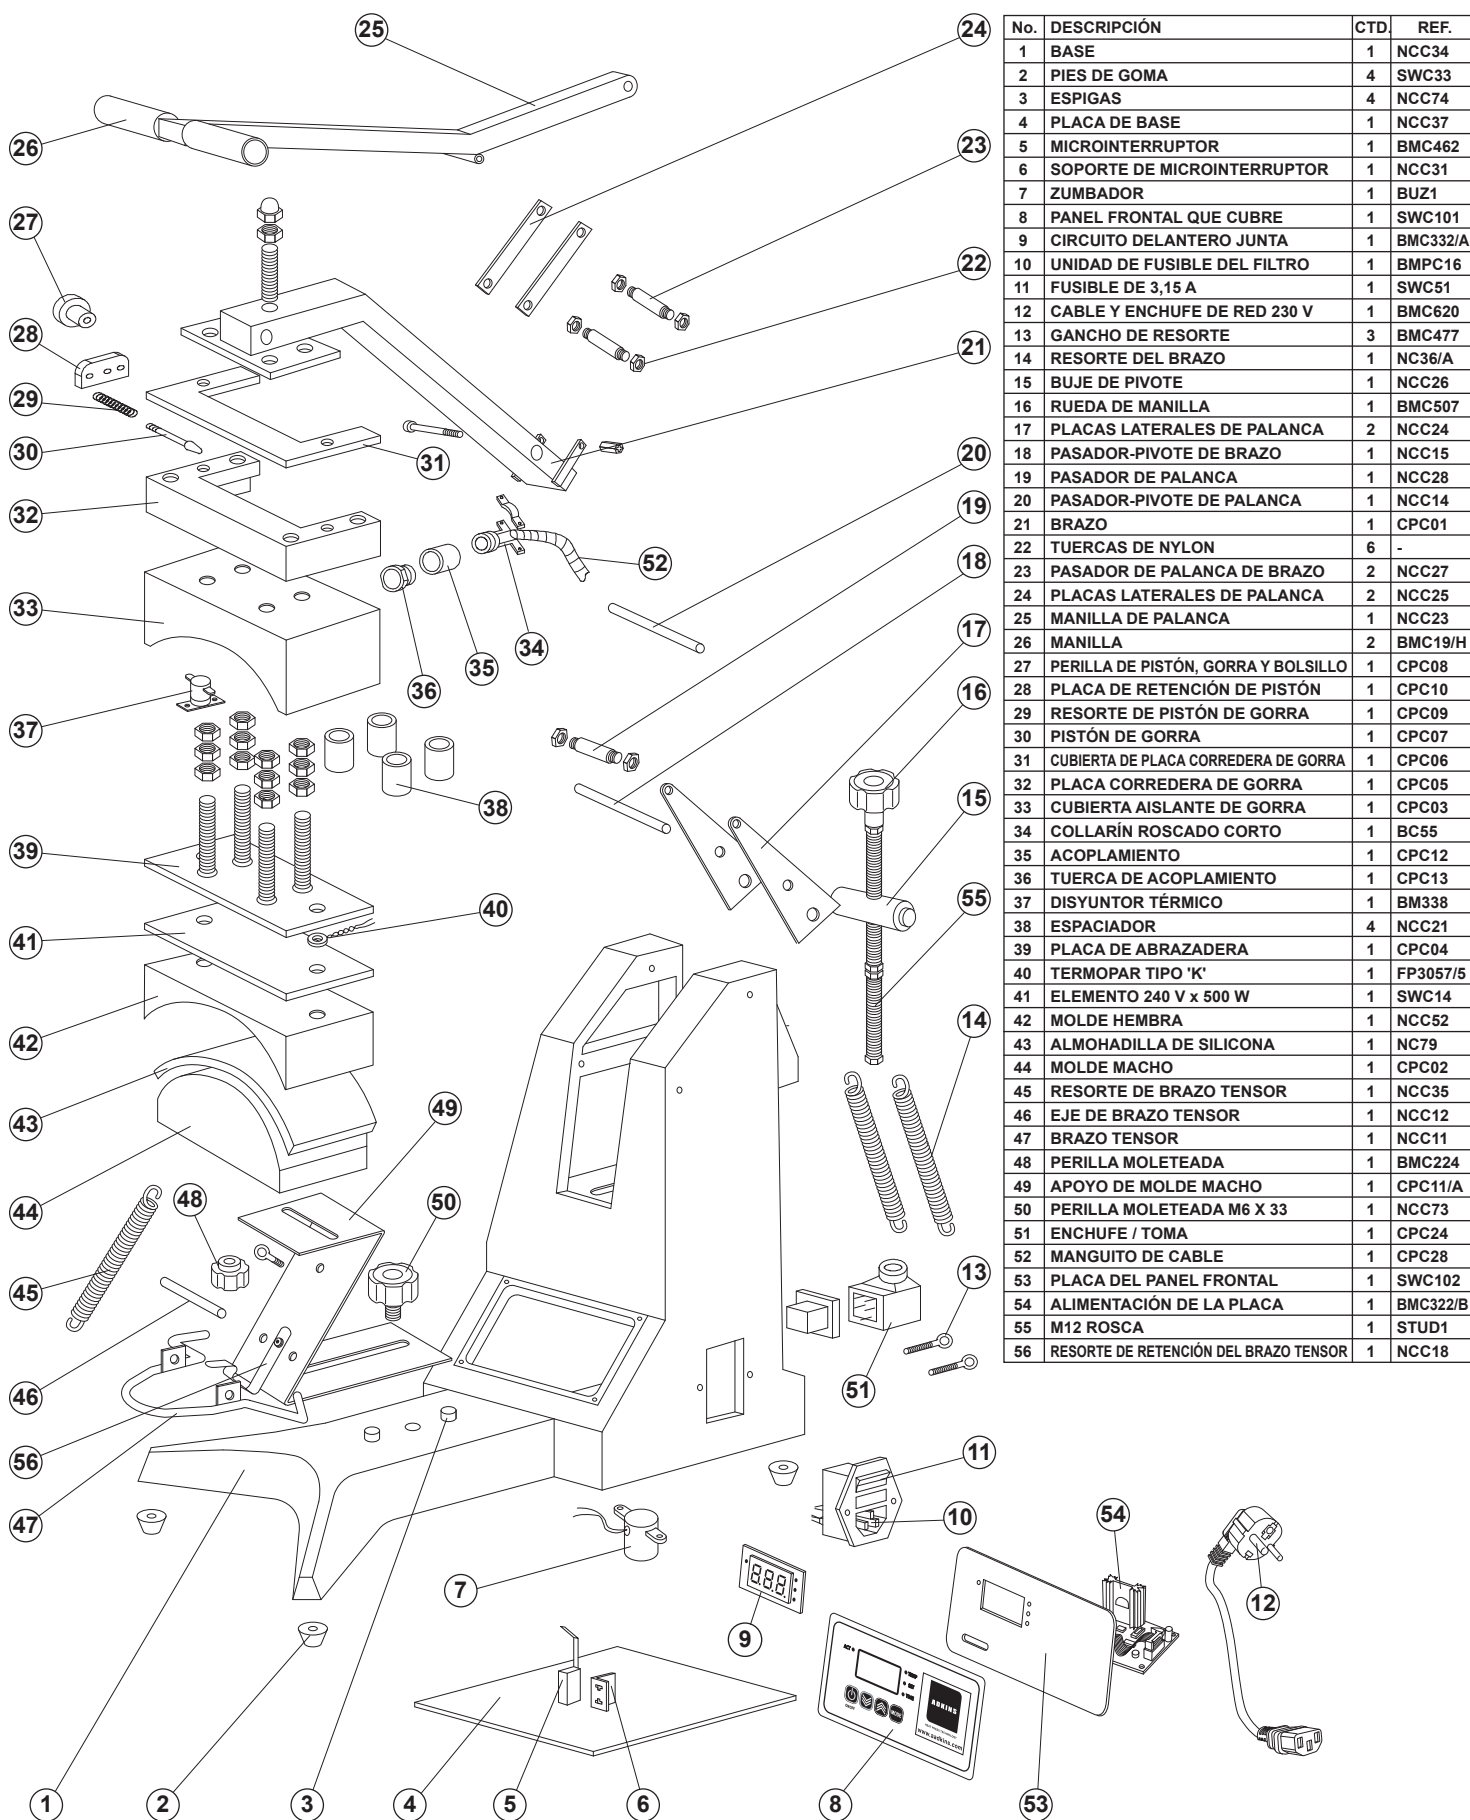 No. DESCRIPCIÓN CTD. REF.
1 BASE 1 NCC34
2 PIES DE GOMA 4 SWC33
3 ESPIGAS 4 NCC74
4 PLACA DE BASE 1 NCC37
5 MICROINTERRUPTOR 1 BMC462
6 SOPORTE DE MICROINTERRUPTOR 1 NCC31
7 ZUMBADOR 1 BUZ1
8 PANEL FRONTAL QUE CUBRE 1 SWC101
9 CIRCUITO DELANTERO JUNTA 1 BMC332/A
10 UNIDAD DE FUSIBLE DEL FILTRO 1 BMPC16
11 FUSIBLE DE 3,15 A 1 SWC51
12 CABLE Y ENCHUFE DE RED 230 V 1 BMC620
13 GANCHO DE RESORTE 3 BMC477
14 RESORTE DEL BRAZO 1 NC36/A
15 BUJE DE PIVOTE 1 NCC26
16 RUEDA DE MANILLA 1 BMC507
17 PLACAS LATERALES DE PALANCA 2 NCC24
18 PASADOR-PIVOTE DE BRAZO 1 NCC15
19 PASADOR DE PALANCA 1 NCC28
20 PASADOR-PIVOTE DE PALANCA 1 NCC14
21 BRAZO 1 CPC01
22 TUERCAS DE NYLON 6 -
23 PASADOR DE PALANCA DE BRAZO 2 NCC27
24 PLACAS LATERALES DE PALANCA 2 NCC25
25 MANILLA DE PALANCA 1 NCC23
26 MANILLA 2 BMC19/H
27 PERILLA DE PISTÓN, GORRA Y BOLSILLO 1 CPC08
28 PLACA DE RETENCIÓN DE PISTÓN 1 CPC10
29 RESORTE DE PISTÓN DE GORRA 1 CPC09
30 PISTÓN DE GORRA 1 CPC07
31 CUBIERTA DE PLACA CORREDERA DE GORRA 1 CPC06
32 PLACA CORREDERA DE GORRA 1 CPC05
33 CUBIERTA AISLANTE DE GORRA 1 CPC03
34 COLLARÍN ROSCADO CORTO 1 BC55
35 ACOPLAMIENTO 1 CPC12
36 TUERCA DE ACOPLAMIENTO 1 CPC13
37 DISYUNTOR TÉRMICO 1 BM338
38 ESPACIADOR 4 NCC21
39 PLACA DE ABRAZADERA 1 CPC04
40 TERMOPAR TIPO 'K' 1 FP3057/5
41 ELEMENTO 240 V x 500 W 1 SWC14
42 MOLDE HEMBRA 1 NCC52
43 ALMOHADILLA DE SILICONA 1 NC79
44 MOLDE MACHO 1 CPC02
45 RESORTE DE BRAZO TENSOR 1 NCC35
46 EJE DE BRAZO TENSOR 1 NCC12
47 BRAZO TENSOR 1 NCC11
48 PERILLA MOLETEADA 1 BMC224
49 APOYO DE MOLDE MACHO 1 CPC11/A
50 PERILLA MOLETEADA M6 X 33 1 NCC73
51 ENCHUFE / TOMA 1 CPC24
52 MANGUITO DE CABLE 1 CPC28
53 PLACA DEL PANEL FRONTAL 1 SWC102
54 ALIMENTACIÓN DE LA PLACA 1 BMC322/B
55 M12 ROSCA 1 STUD1
56 RESORTE DE RETENCIÓN DEL BRAZO TENSOR 1 NCC18
25
24
26
23
27
22
28
21
29
30
31
20
32
19
52
18
33
17
34
35
36
16
37
38
15
39
40
55
41
14
42
49
43
48
50
44
13
45
51
46
56
11
47
10
54
7
12
9
8.8.8.
ADKINS
www.aadkins.com
1
2
3
4
5
6
8
53